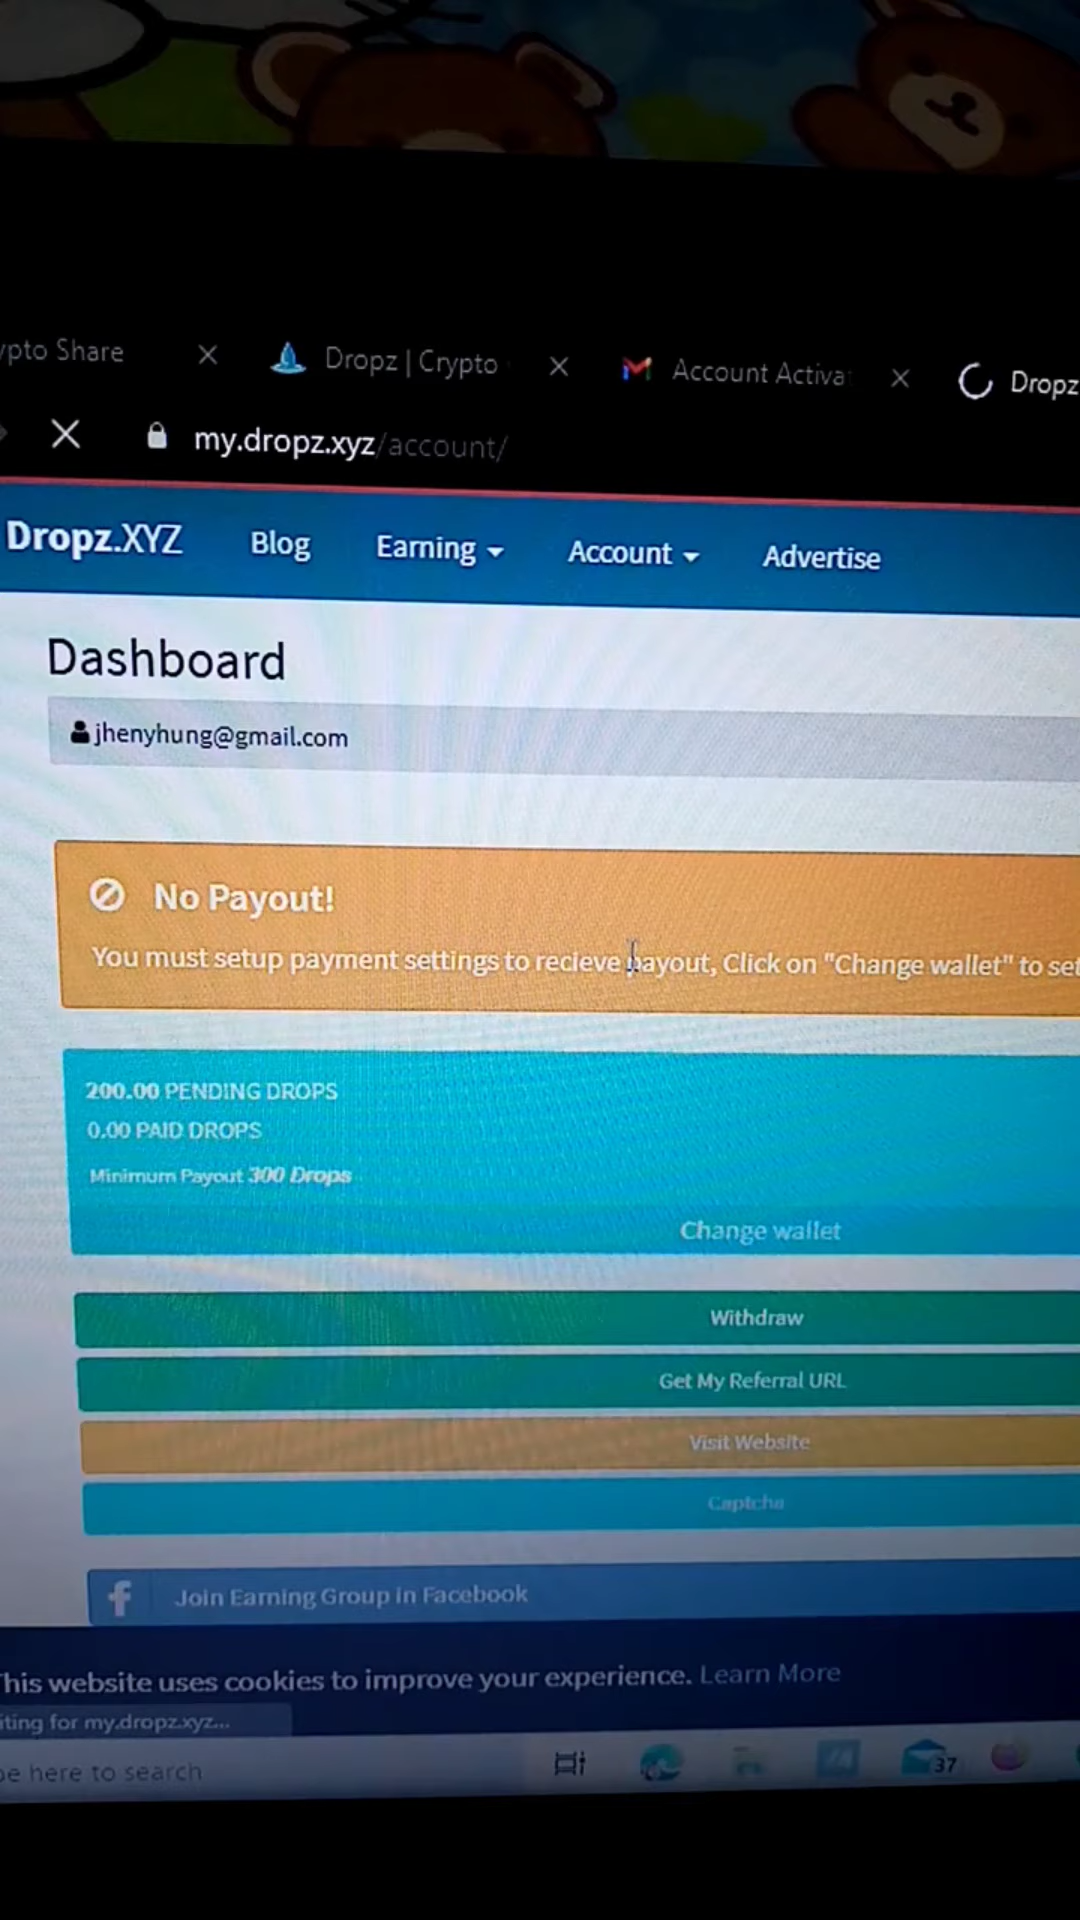 ypto Share
Dropz | Crypto
Account Activa
Dropz
my.dropz.xyz/account/
Dropz.XYZ
Blog
Earning
Account
Advertise
Dashboard
jhenyhung@gmail.com
No Payout!
You must setup payment settings to recieve payout, Click on "Change wallet" to set
200.00 PENDING DROPS
0.00 PAID DROPS
Minimum Payout 300 Drops
Change wallet
Withdraw
Get My Referral URL
Visit Website
Captcha
f
Join Earning Group in Facebook
This website uses cookies to improve your experience. Learn More
iting for my.dropz.xyz...
pe here to search
37